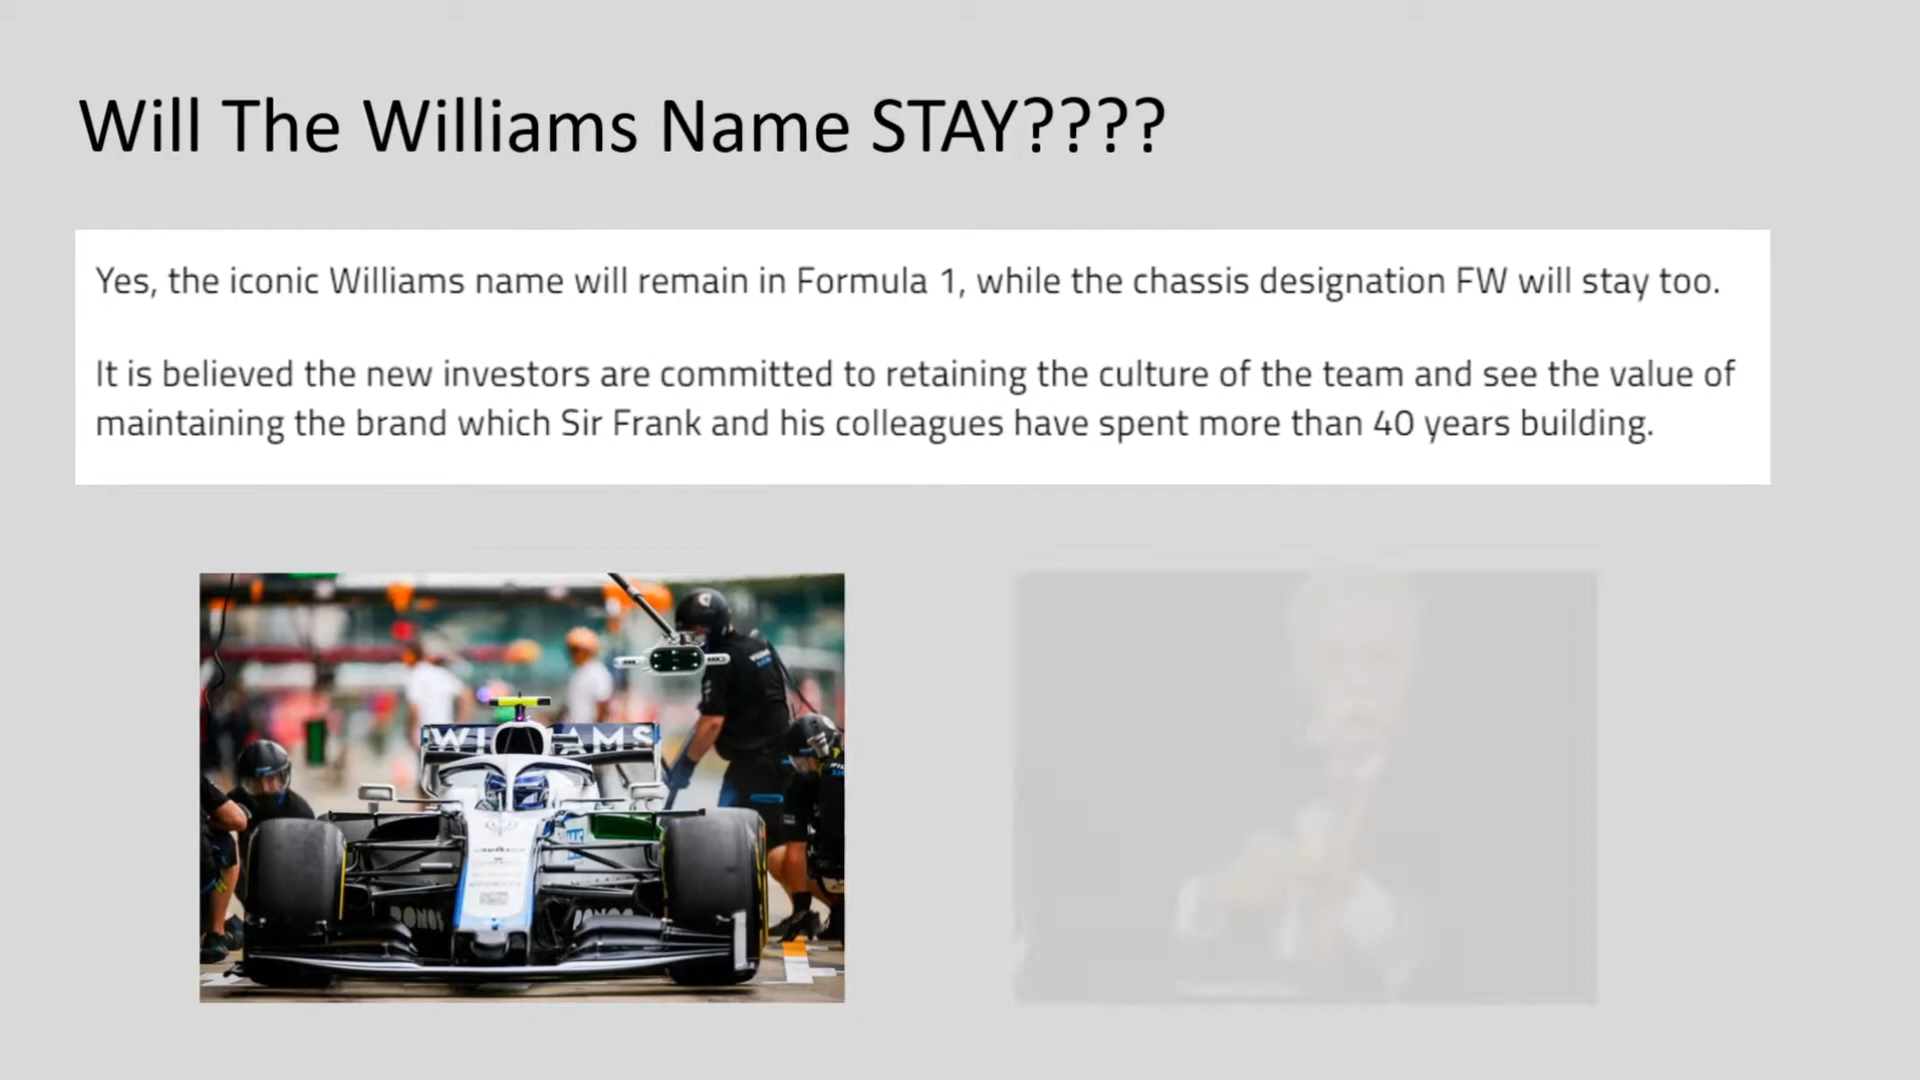 Will The Williams Name STAY????
Yes, the iconic Williams name will remain in Formula 1, while the chassis designation FW will stay too.
It is believed the new investors are committed to retaining the culture of the team and see the value of
maintaining the brand which Sir Frank and his colleagues have spent more than 40 years building.